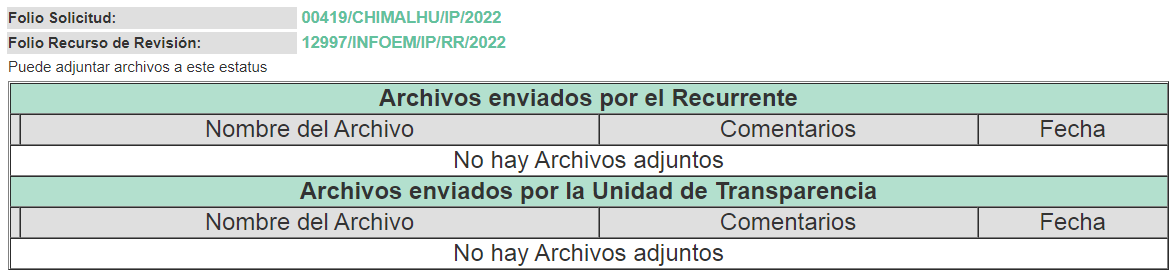 Folio Solicitud: 00419/CHIMALHU/IP/2022
Folio Recurso de Revisión: 12997/INFOEM/IP/RR/2022
Puede adjuntar archivos a este estatus
Archivos enviados por el Recurrente
Nombre del Archivo Comentarios Fecha
No hay Archivos adjuntos
Archivos enviados por la Unidad de Transparencia
Nombre del Archivo Comentarios Fecha
No hay Archivos adjuntos